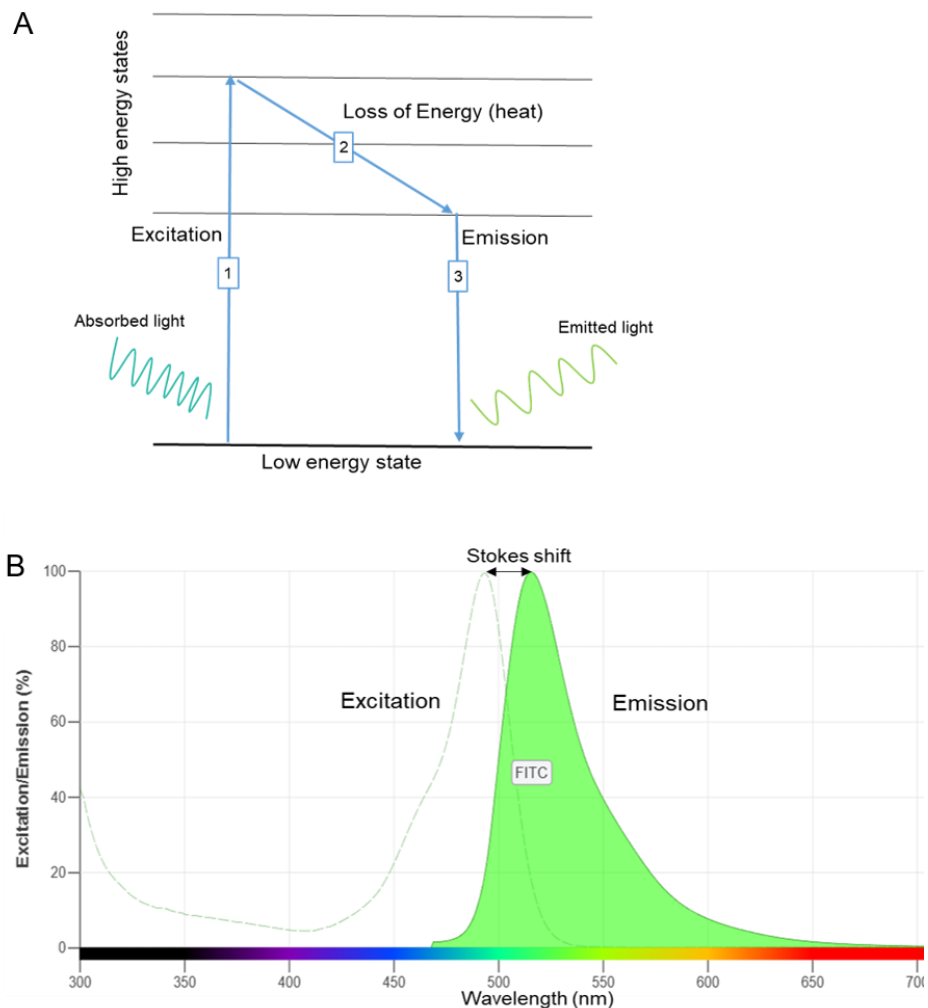 A
High energy states
Loss of Energy (heat)
2
Excitation
Emission
1
3
Absorbed light
Emitted light
Low energy state
B
Stokes shift
100
80
60
40
20
0
Excitation/Emission (%)
Excitation
Emission
FITC
300
350
400
450
500
550
600
650
700
Wavelength (nm)